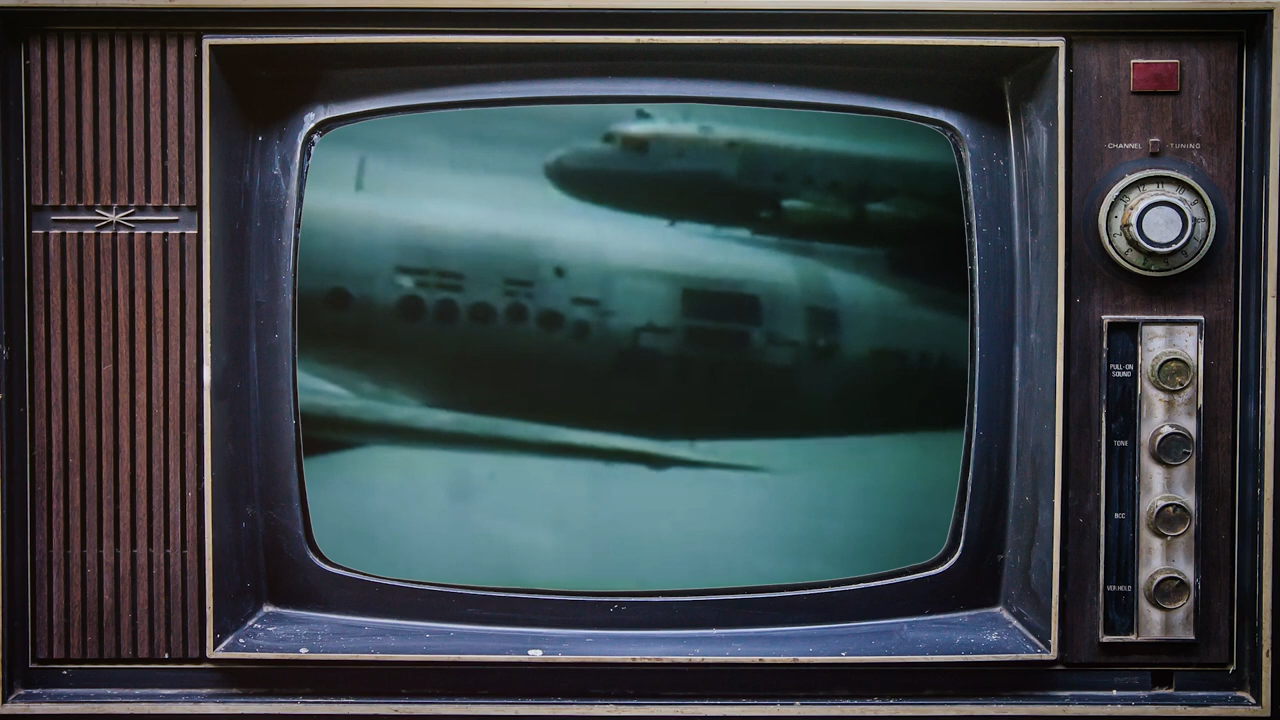 ·CHANNEL
·TUNING
PULL-ON
SOUND
TONE
BCC
VER.HOLD